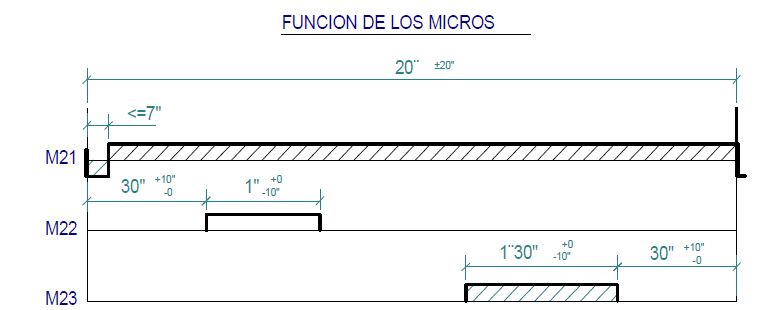 FUNCION DE LOS MICROS
20¨ ±20"
<=7"
M21
30" +10" -0 1" +0 -10"
M22
1¨30" +0 -10" 30" +10" -0
M23